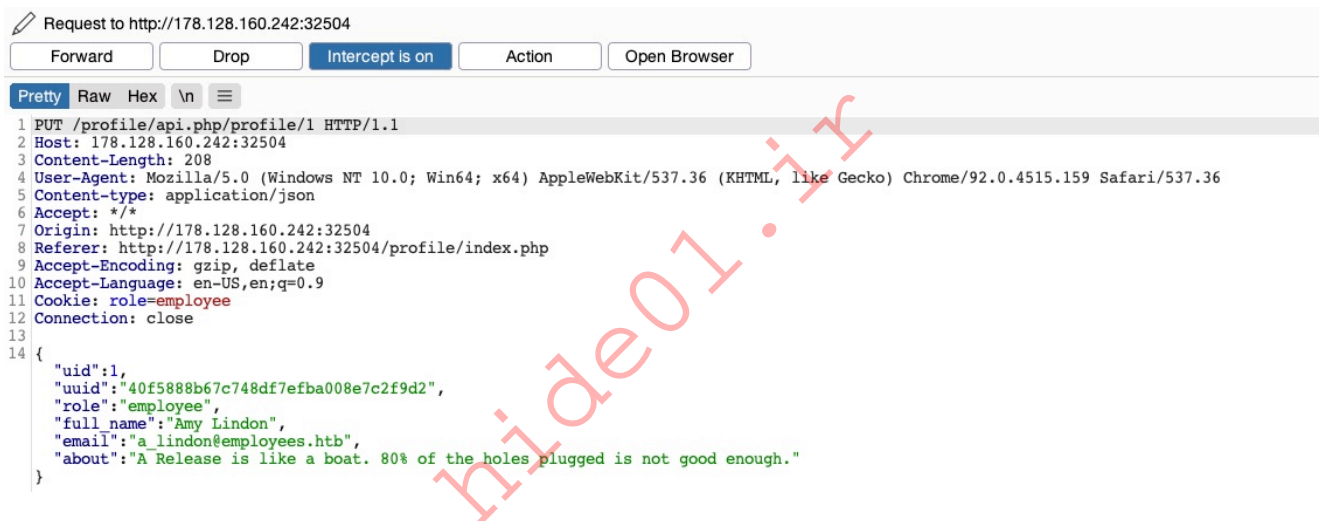 Request to http://178.128.160.242:32504
Forward Drop Intercept is on Action Open Browser
Pretty Raw Hex \n
1 PUT /profile/api.php/profile/1 HTTP/1.1
2 Host: 178.128.160.242:32504
3 Content-Length: 208
4 User-Agent: Mozilla/5.0 (Windows NT 10.0; Win64; x64) AppleWebKit/537.36 (KHTML, like Gecko) Chrome/92.0.4515.159 Safari/537.36
5 Content-type: application/json
6 Accept: */*
7 Origin: http://178.128.160.242:32504
8 Referer: http://178.128.160.242:32504/profile/index.php
9 Accept-Encoding: gzip, deflate
10 Accept-Language: en-US,en;q=0.9
11 Cookie: role=employee
12 Connection: close
13
14 {
"uid":1,
"uuid":"40f5888b67c748df7efba008e7c2f9d2",
"role":"employee",
"full_name":"Amy Lindon",
"email":"a_lindon@employees.htb",
"about":"A Release is like a boat. 80% of the holes plugged is not good enough."
}
hide01.ir